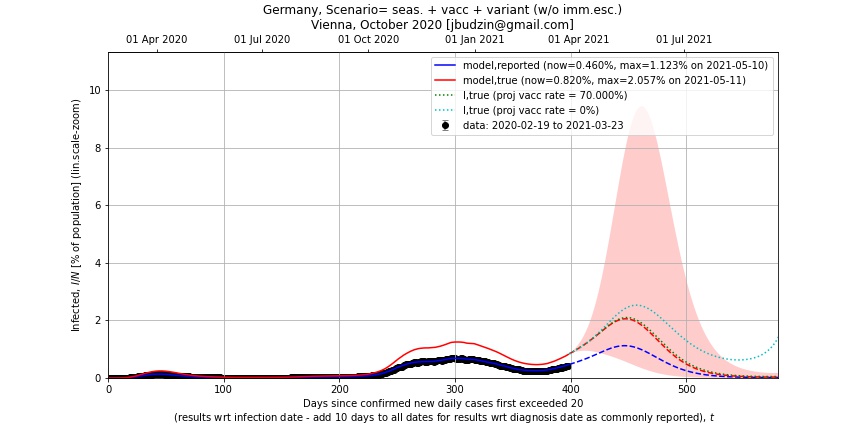 Germany, Scenario= seas. + vacc + variant (w/o imm.esc.)
Vienna, October 2020 [jbudzin@gmail.com]
01 Apr 2020 01 Jul 2020 01 Oct 2020 01 Jan 2021 01 Apr 2021 01 Jul 2021
model,reported (now=0.460%, max=1.123% on 2021-05-10)
model,true (now=0.820%, max=2.057% on 2021-05-11)
I,true (proj vacc rate = 70.000%)
I,true (proj vacc rate = 0%)
data: 2020-02-19 to 2021-03-23
Infected, I/N [% of population] (lin.scale-zoom)
10
8
6
4
2
0
0 100 200 300 400 500
Days since confirmed new daily cases first exceeded 20
(results wrt infection date - add 10 days to all dates for results wrt diagnosis date as commonly reported), t